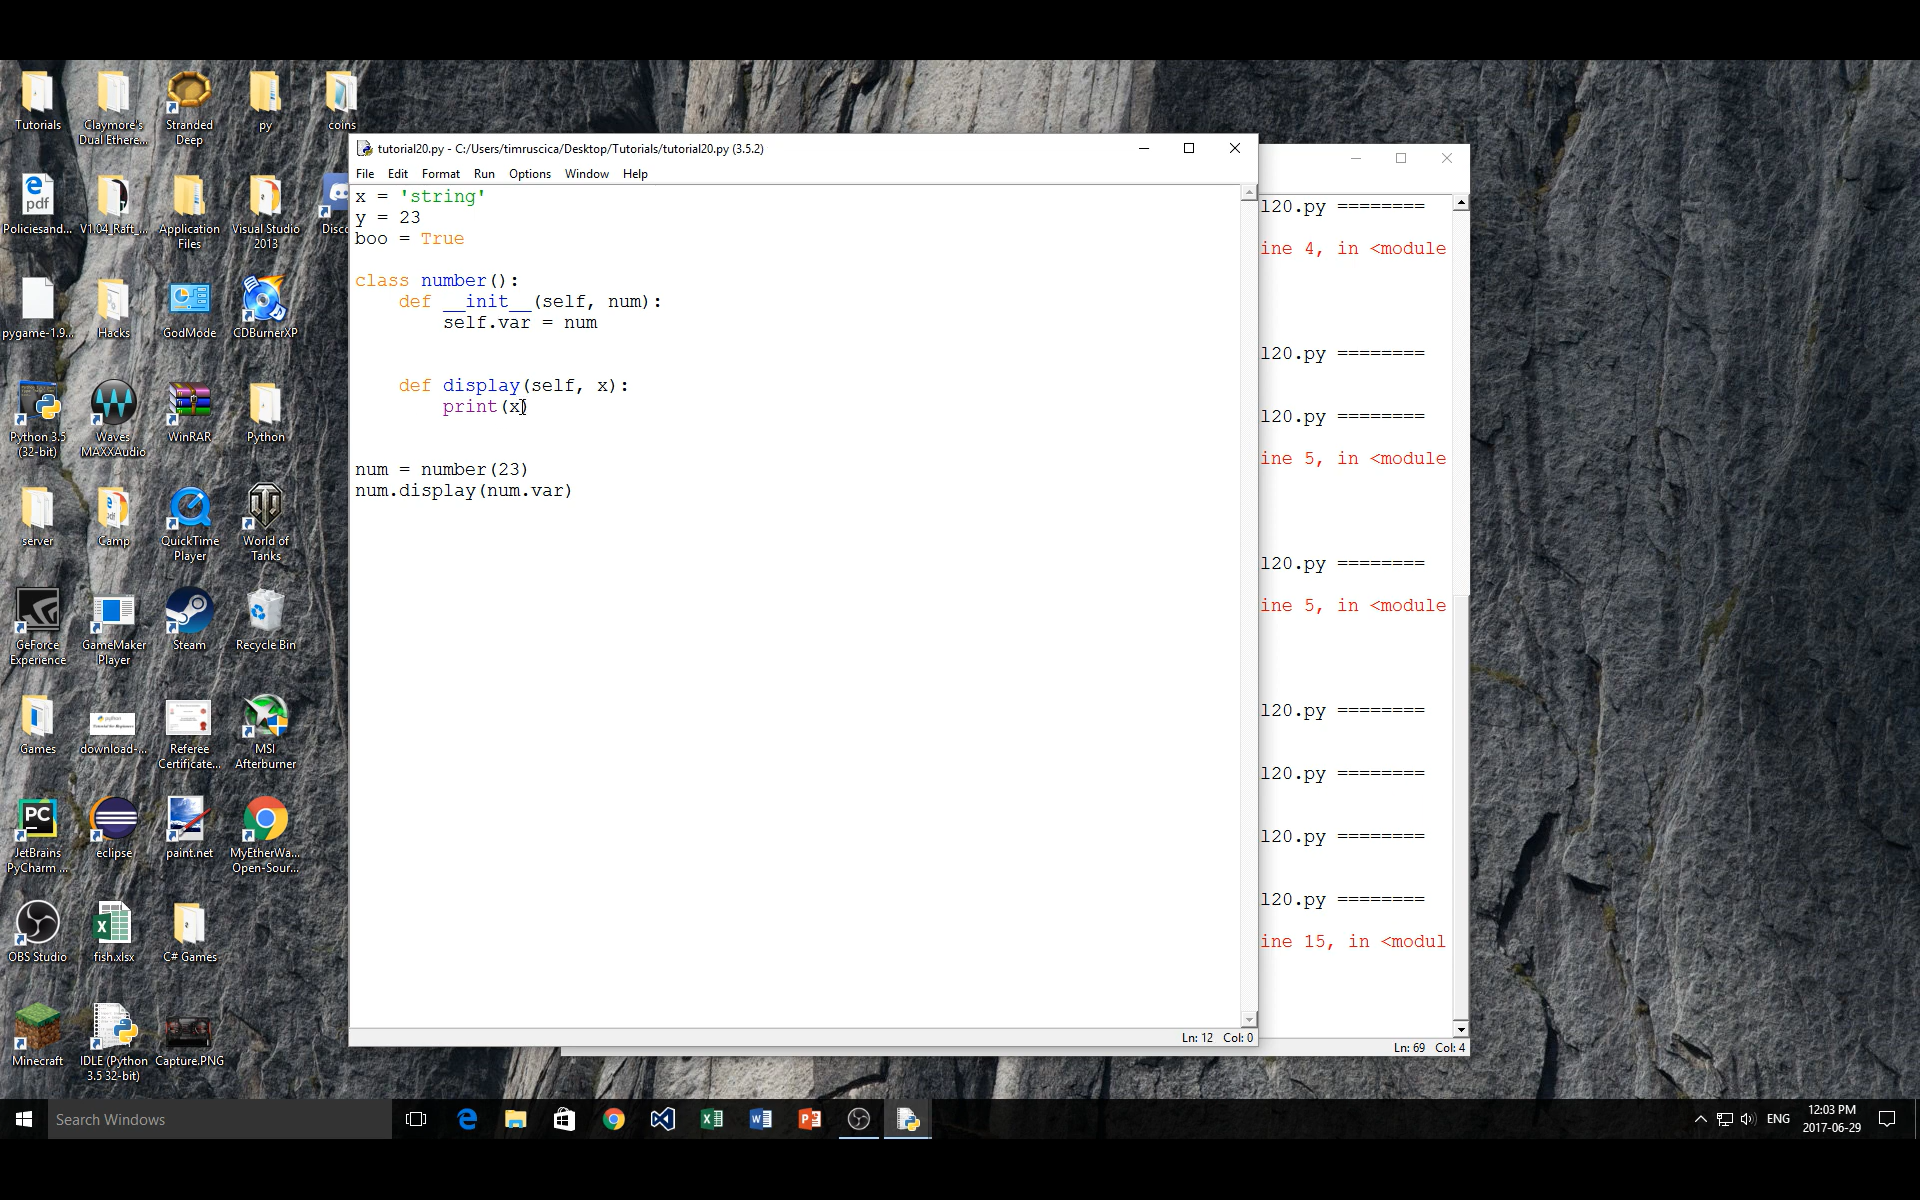 Tutorials
Claymore's
Dual Ethere...
Stranded
Deep
py
coins
Policiesand...
V1.04_Raft_...
Application
Files
Visual Studio
2013
Disco
pygame-1.9...
Hacks
GodMode
CDBurnerXP
Python 3.5
(32-bit)
Waves
MAXXAudio
WinRAR
Python
server
Camp
QuickTime
Player
World of
Tanks
GeForce
Experience
GameMaker
Player
Steam
Recycle Bin
Games
download-...
Referee
Certificate...
MSI
Afterburner
JetBrains
PyCharm ...
eclipse
paint.net
MyEtherWa...
Open-Sour...
OBS Studio
fish.xlsx
C# Games
Minecraft
IDLE (Python
3.5 32-bit)
Capture.PNG
tutorial20.py - C:/Users/timruscica/Desktop/Tutorials/tutorial20.py (3.5.2)
File Edit Format Run Options Window Help
x = 'string'
y = 23
boo = True
class number():
    def __init__(self, num):
        self.var = num
    def display(self, x):
        print(x)
num = number(23)
num.display(num.var)
Ln: 12 Col: 0
l20.py ========
ine 4, in <module
l20.py ========
l20.py ========
ine 5, in <module
l20.py ========
ine 5, in <module
l20.py ========
l20.py ========
l20.py ========
l20.py ========
ine 15, in <modul
Ln: 69 Col: 4
Search Windows
ENG
12:03 PM
2017-06-29